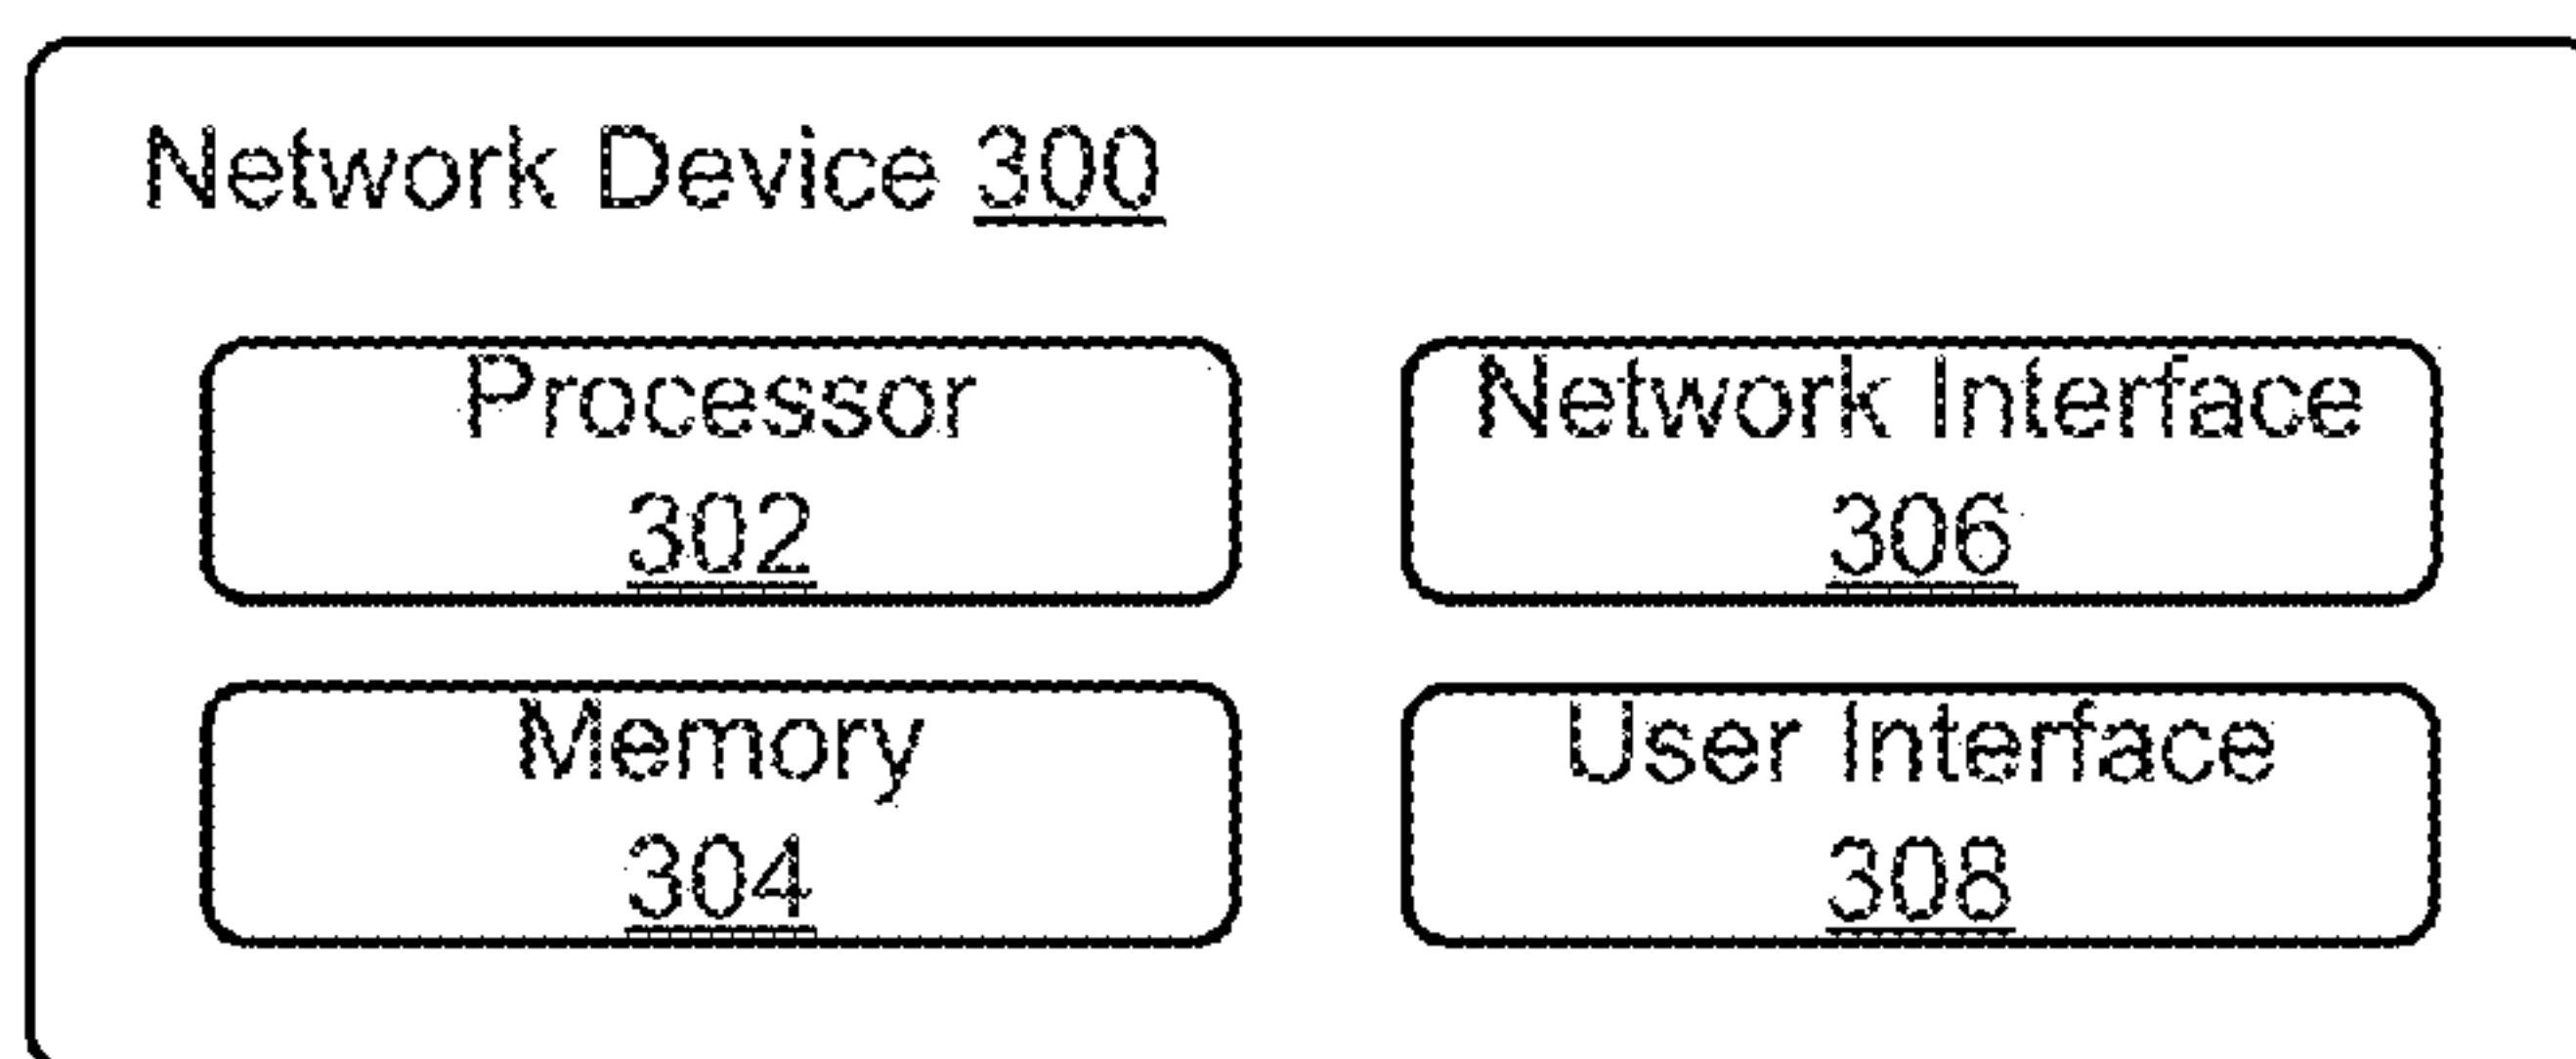 Network Device 300
Processor
302
Network Interface
306
Memory
304
User Interface
308